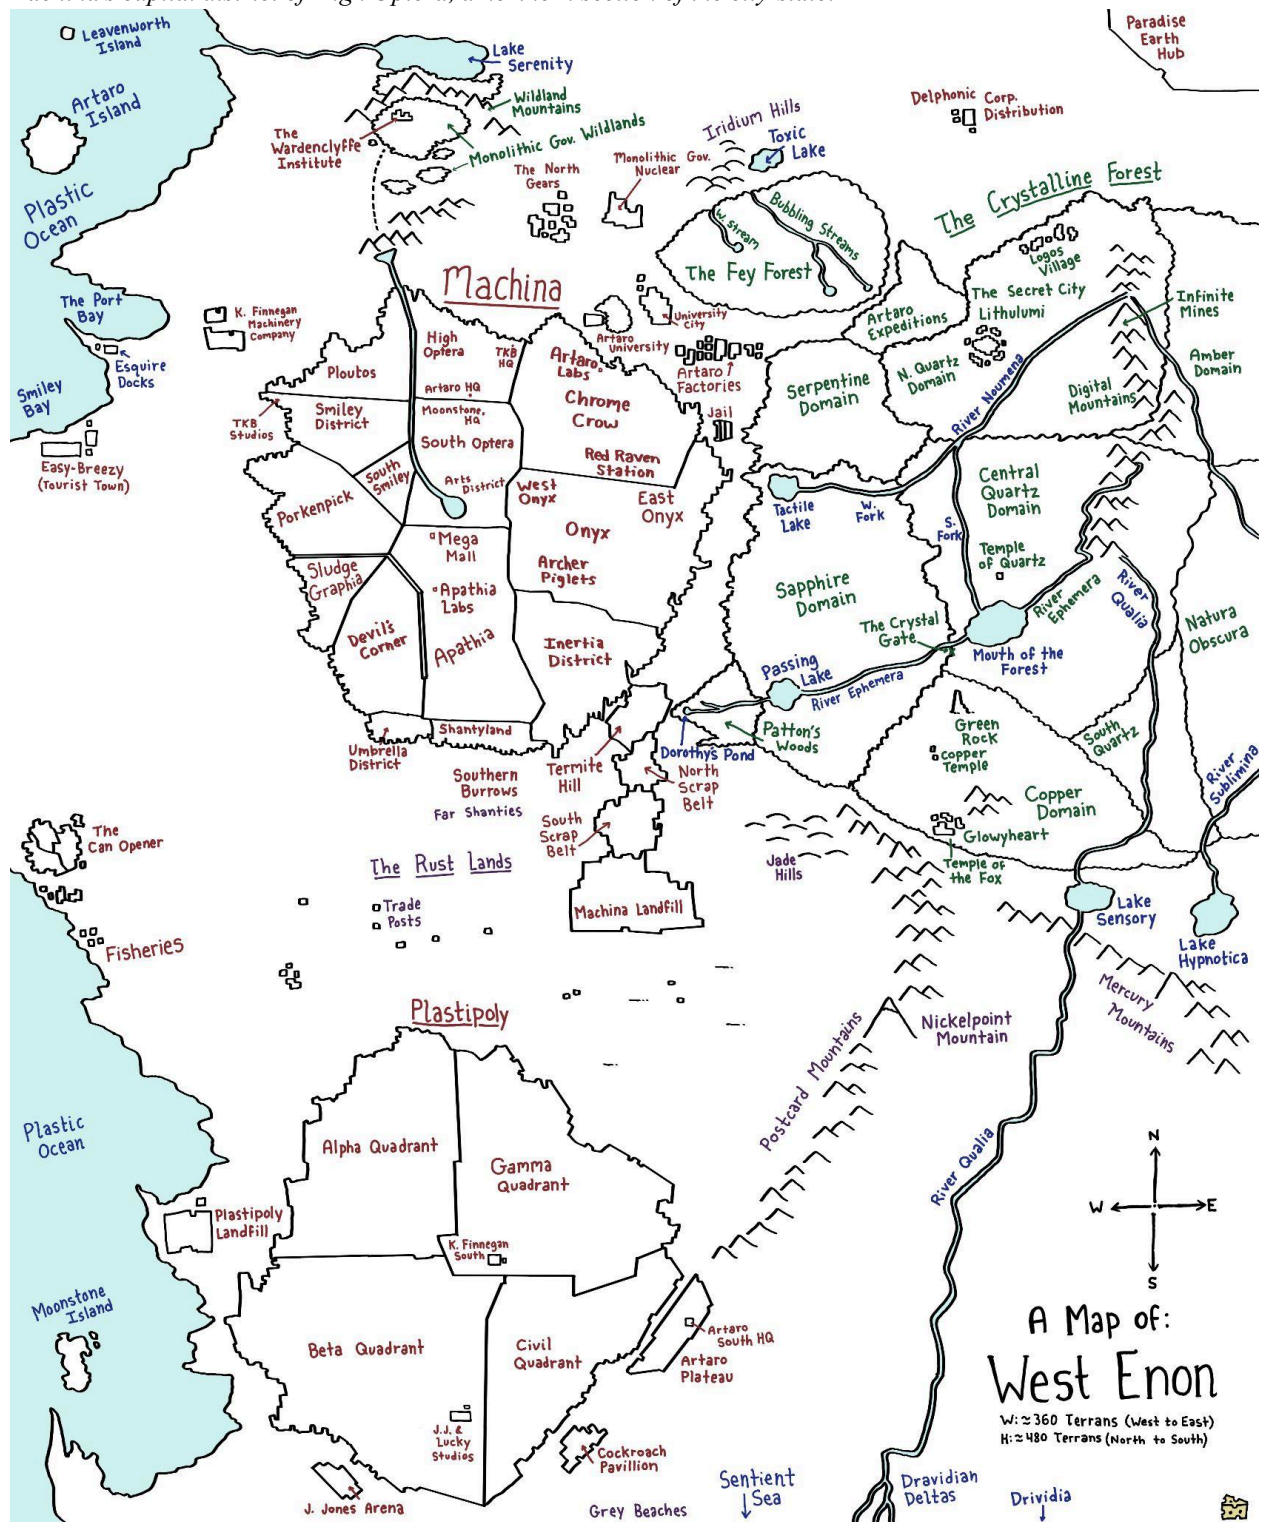 Leavenworth
Island
Artaro
Island
Plastic
Ocean
Lake
Serenity
Wildland
Mountains
The
Wardenclyffe
Institute
Monolithic Gov. Wildlands
The North
Gears
Monolithic Gov.
Nuclear
Iridium Hills
Toxic
Lake
Delphonic Corp.
Distribution
Paradise
Earth
Hub
The Crystalline Forest
W. Stream
Bubbling Streams
The Fey Forest
Logos
Village
The Secret City
Lithulumi
Infinite
Mines
Artaro
Expeditions
N. Quartz
Domain
Serpentine
Domain
River Noumena
Digital
Mountains
Amber
Domain
The Port
Bay
Esquire
Docks
Smiley
Bay
Easy-Breezy
(Tourist Town)
K. Finnegan
Machinery
Company
Machina
University
City
Artaro
University
Artaro
Factories
Jail
Ploutos
High
Optera
TKB
HQ
Artaro HQ
Artaro
Labs
Chrome
Crow
Red Raven
Station
TKB
Studios
Smiley
District
Moonstone
HQ
South Optera
South
Smiley
Arts
District
Porkenpick
West
Onyx
East
Onyx
Onyx
Archer
Piglets
Mega
Mall
Sludge
Graphia
Apathia
Labs
Devil's
Corner
Apathia
Inertia
District
Umbrella
District
Shantyland
Southern
Burrows
Far Shanties
Termite
Hill
North
Scrap
Belt
South
Scrap
Belt
Machina Landfill
Tactile
Lake
W.
Fork
S.
Fork
Central
Quartz
Domain
Temple
of Quartz
Sapphire
Domain
The Crystal
Gate
River
Ephemera
River
Qualia
Natura
Obscura
Mouth of the
Forest
Passing
Lake
River Ephemera
Dorothy's Pond
Patton's
Woods
Green
Rock
Copper
Temple
South
Quartz
Copper
Domain
Glowyheart
Temple of
the Fox
River
Sublimina
Jade
Hills
Lake
Sensory
Lake
Hypnotica
Mercury
Mountains
Postcard Mountains
Nickelpoint
Mountain
River Qualia
The
Can Opener
Fisheries
The Rust Lands
Trade
Posts
Plastipoly
Plastic
Ocean
Alpha Quadrant
Gamma
Quadrant
Plastipoly
Landfill
K. Finnegan
South
Moonstone
Island
Beta Quadrant
Civil
Quadrant
Artaro
South HQ
Artaro
Plateau
J.J. &
Lucky
Studios
Cockroach
Pavillion
J. Jones Arena
Grey Beaches
Sentient
Sea
Dravidian
Deltas
Drividia
N
W
E
S
A Map of:
West Enon
W: ≈ 360 Terrans (West to East)
H: ≈ 480 Terrans (North to South)